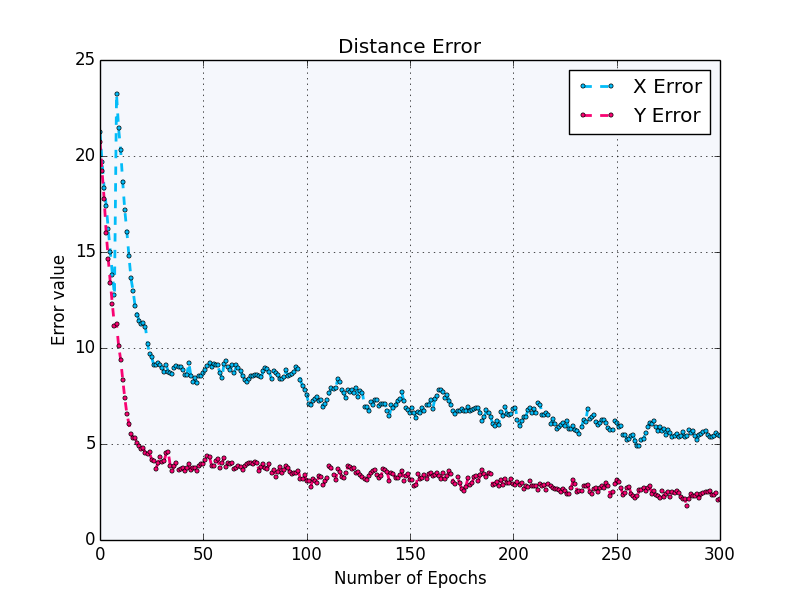 Distance Error
X Error
Y Error
Error value
25
20
15
10
5
0
0 50 100 150 200 250 300
Number of Epochs